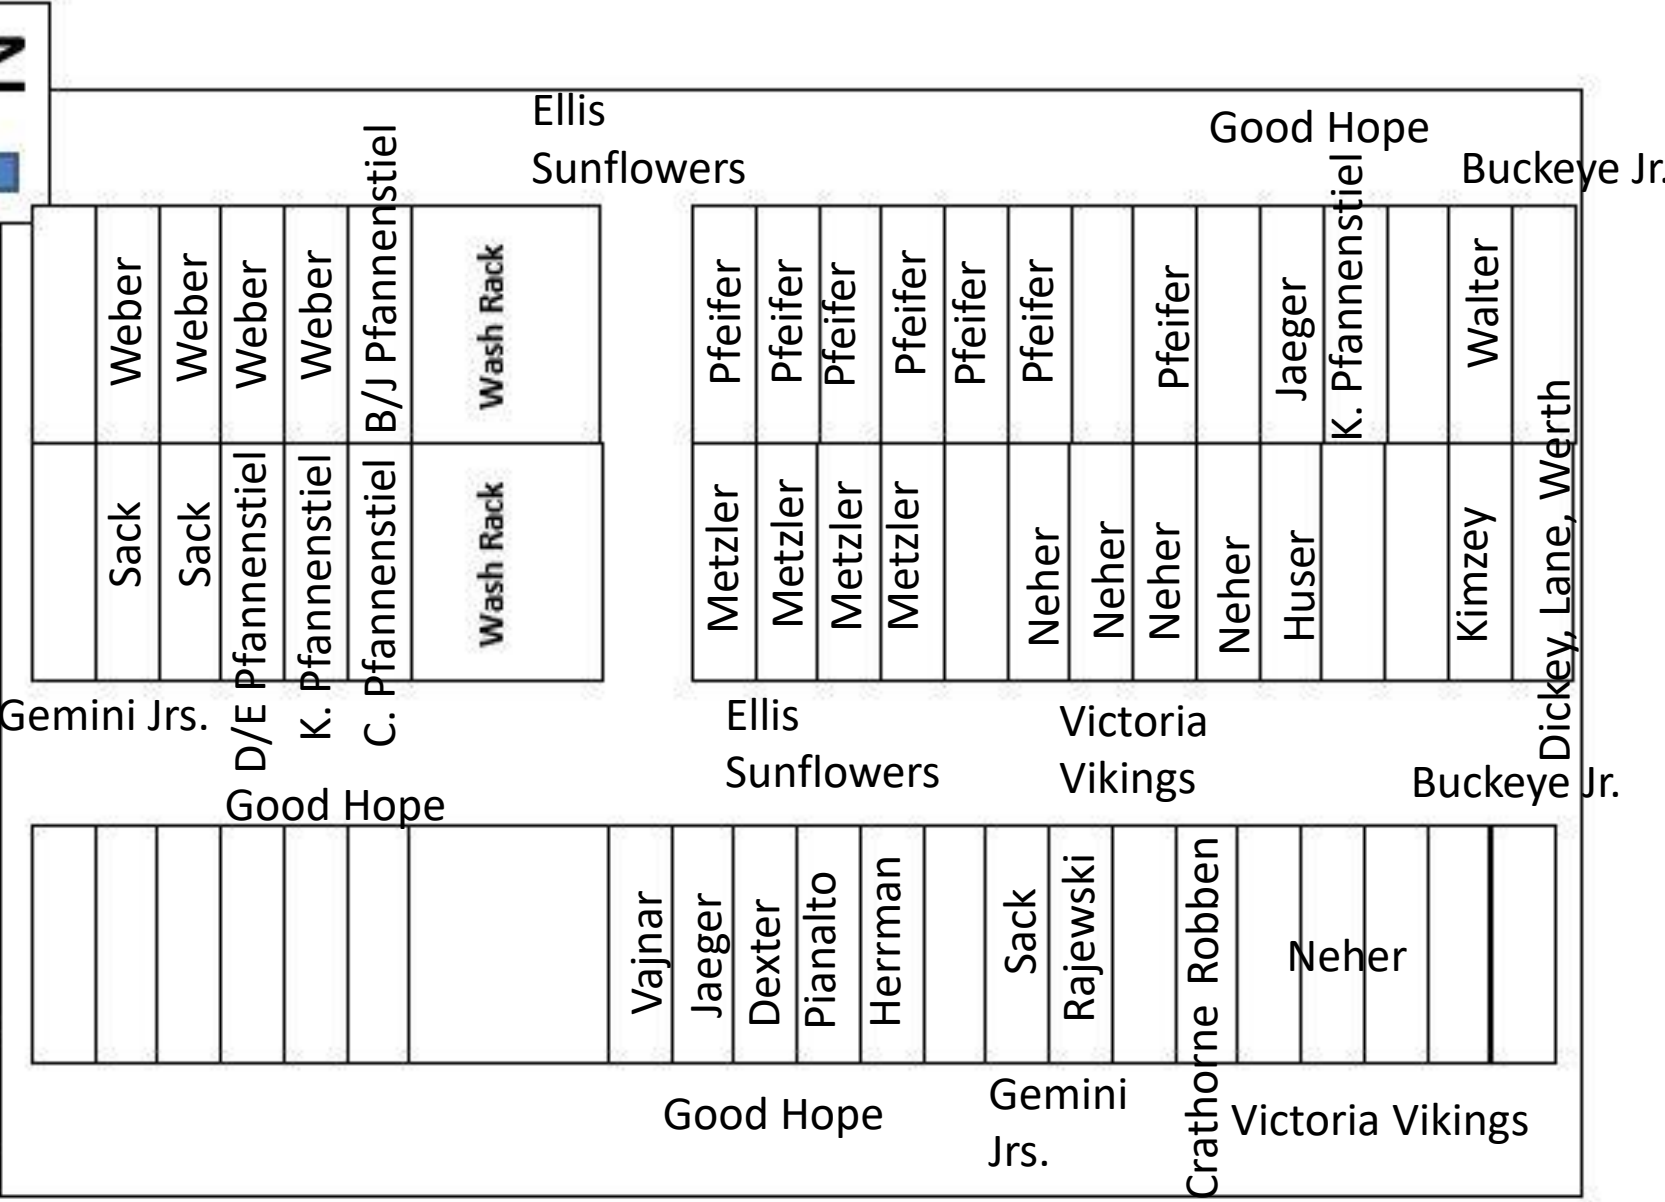 N
Ellis
Sunflowers
Good Hope
Buckeye Jr.
Weber
Weber
Weber
Weber
B/J Pfannenstiel
Wash Rack
Pfeifer
Pfeifer
Pfeifer
Pfeifer
Pfeifer
Pfeifer
Pfeifer
Jaeger
K. Pfannenstiel
Walter
Sack
Sack
D/E Pfannenstiel
K. Pfannenstiel
C. Pfannenstiel
Wash Rack
Metzler
Metzler
Metzler
Metzler
Neher
Neher
Neher
Neher
Huser
Kimzey
Dickey, Lane, Werth
Gemini Jrs.
Good Hope
Ellis
Sunflowers
Victoria
Vikings
Buckeye Jr.
Vajnar
Jaeger
Dexter
Pianalto
Herrman
Sack
Rajewski
Crathorne Robben
Neher
Good Hope
Gemini
Jrs.
Victoria Vikings